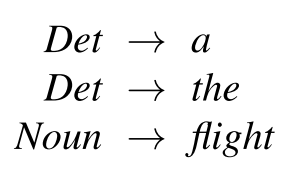 Det → a
Det → the
Noun → flight